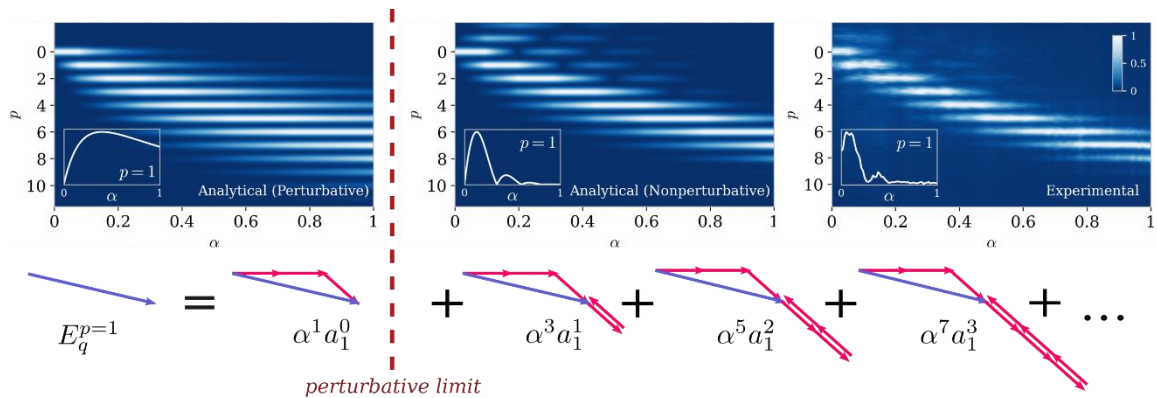 0
2
4
6
8
10
p
p = 1
0
α
1
Analytical (Perturbative)
0
0.2
0.4
0.6
0.8
1
α
0
2
4
6
8
10
p
p = 1
0
α
1
Analytical (Nonperturbative)
0
0.2
0.4
0.6
0.8
1
α
0
2
4
6
8
10
p
1
0.5
0
p = 1
0
α
1
Experimental
0
0.2
0.4
0.6
0.8
1
α
= + + + + ...
E_q^{p=1}
α^1 a_1^0
α^3 a_1^1
α^5 a_1^2
α^7 a_1^3
perturbative limit